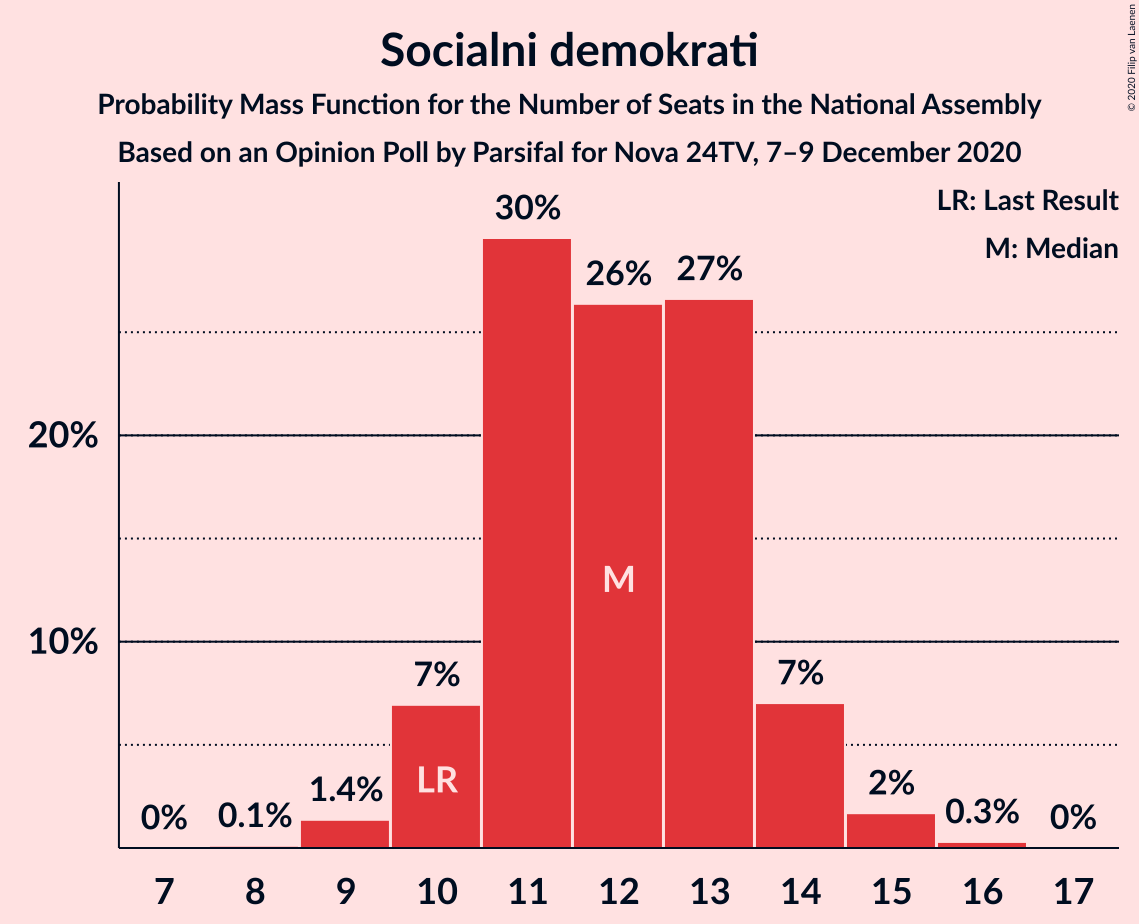 Socialni demokrati
Probability Mass Function for the Number of Seats in the National Assembly
Based on an Opinion Poll by Parsifal for Nova 24TV, 7–9 December 2020
© 2020 Filip van Laenen
LR: Last Result
M: Median
30%
26%
27%
20%
M
10%
7%
7%
LR
1.4%
2%
0%
0.1%
0.3%
0%
7 8 9 10 11 12 13 14 15 16 17